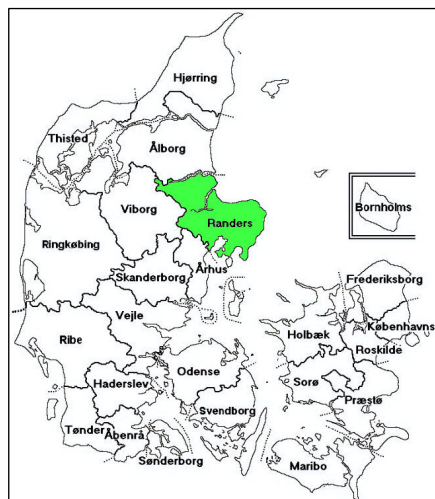 Hjørring
Thisted
Ålborg
Viborg
Randers
Bornholms
Ringkøbing
Skanderborg
Århus
Frederiksborg
Vejle
Københavns
Holbæk
Ribe
Roskilde
Odense
Haderslev
Sorø
Svendborg
Præstø
Tønder
Åbenrå
Sønderborg
Maribo